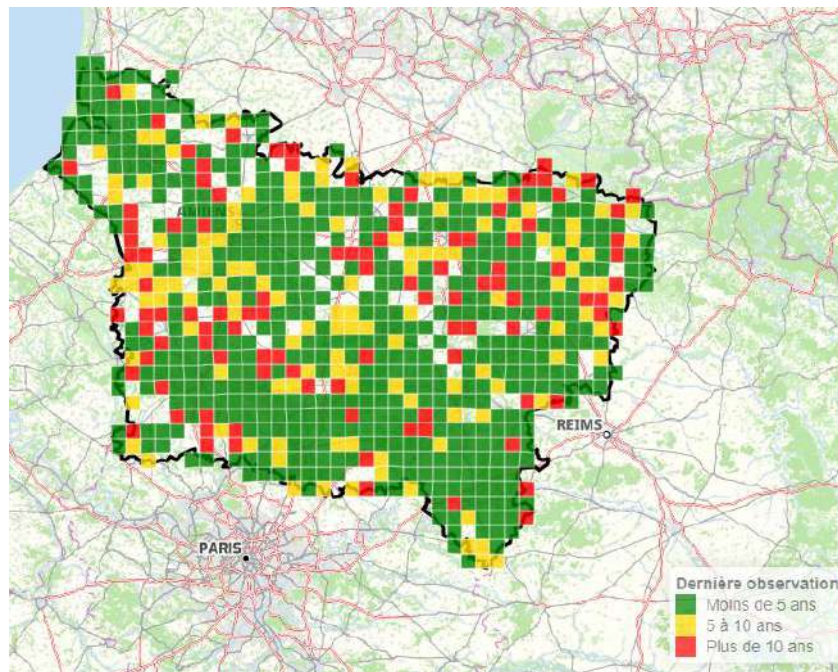 AMIENS
REIMS
PARIS
Dernière observation
Moins de 5 ans
5 à 10 ans
Plus de 10 ans